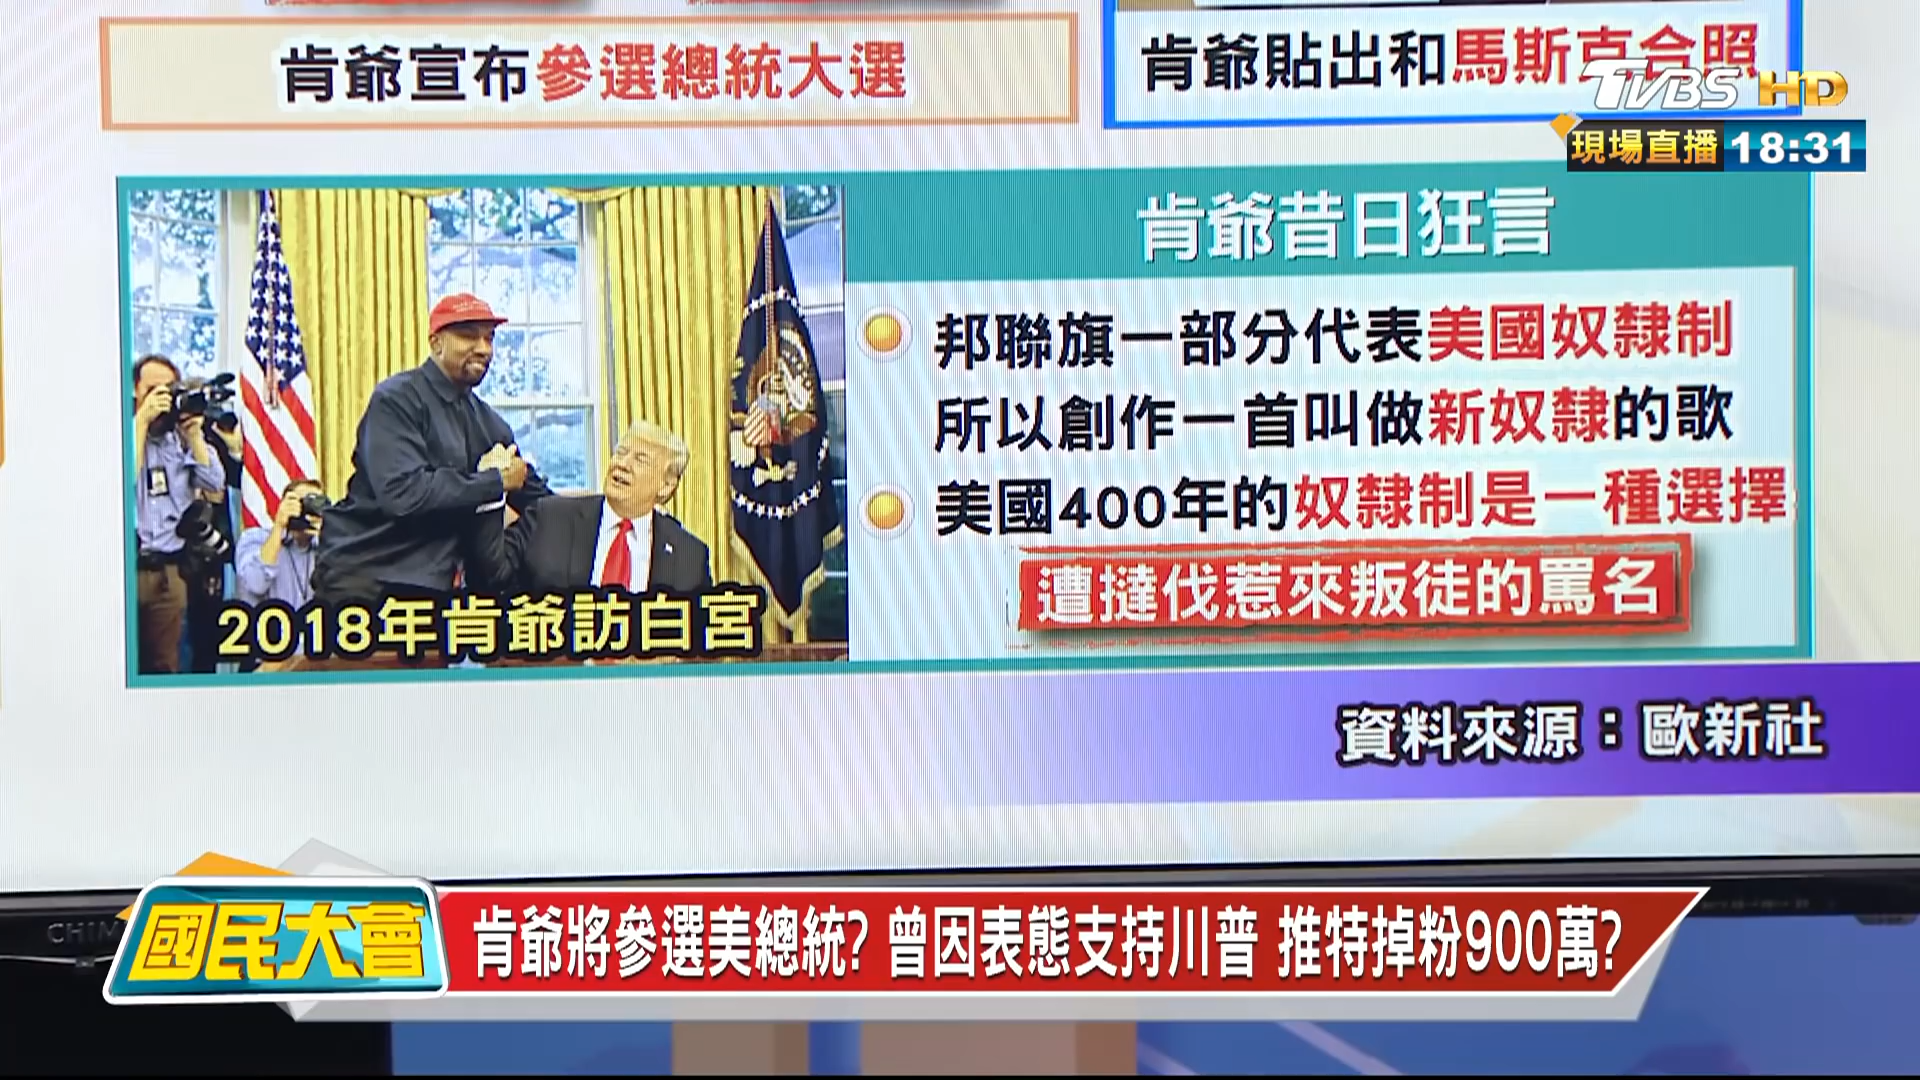 肯爺宣布參選總統大選
肯爺貼出和馬斯克合照
TVBS HD
現場直播 18:31
肯爺昔日狂言
邦聯旗一部分代表美國奴隸制
所以創作一首叫做新奴隸的歌
美國400年的奴隸制是一種選擇
遭撻伐惹來叛徒的罵名
2018年肯爺訪白宮
資料來源：歐新社
國民大會
肯爺將參選美總統? 曾因表態支持川普 推特掉粉900萬?